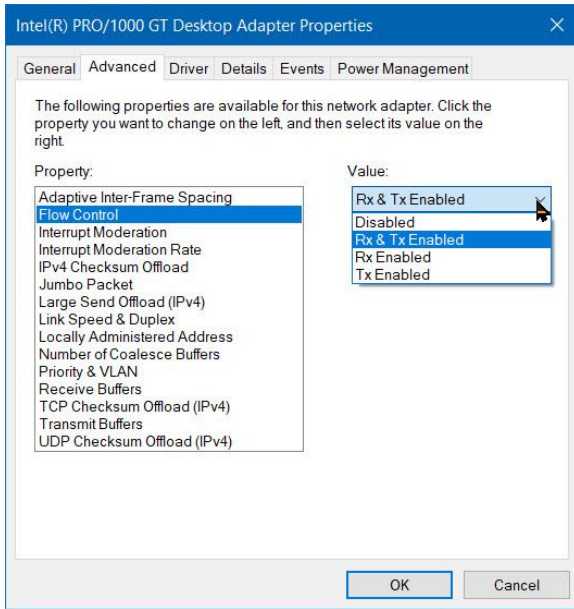 Intel(R) PRO/1000 GT Desktop Adapter Properties
General Advanced Driver Details Events Power Management
The following properties are available for this network adapter. Click the
property you want to change on the left, and then select its value on the
right.
Property:
Adaptive Inter-Frame Spacing
Flow Control
Interrupt Moderation
Interrupt Moderation Rate
IPv4 Checksum Offload
Jumbo Packet
Large Send Offload (IPv4)
Link Speed & Duplex
Locally Administered Address
Number of Coalesce Buffers
Priority & VLAN
Receive Buffers
TCP Checksum Offload (IPv4)
Transmit Buffers
UDP Checksum Offload (IPv4)
Value:
Rx & Tx Enabled
Disabled
Rx & Tx Enabled
Rx Enabled
Tx Enabled
OK Cancel